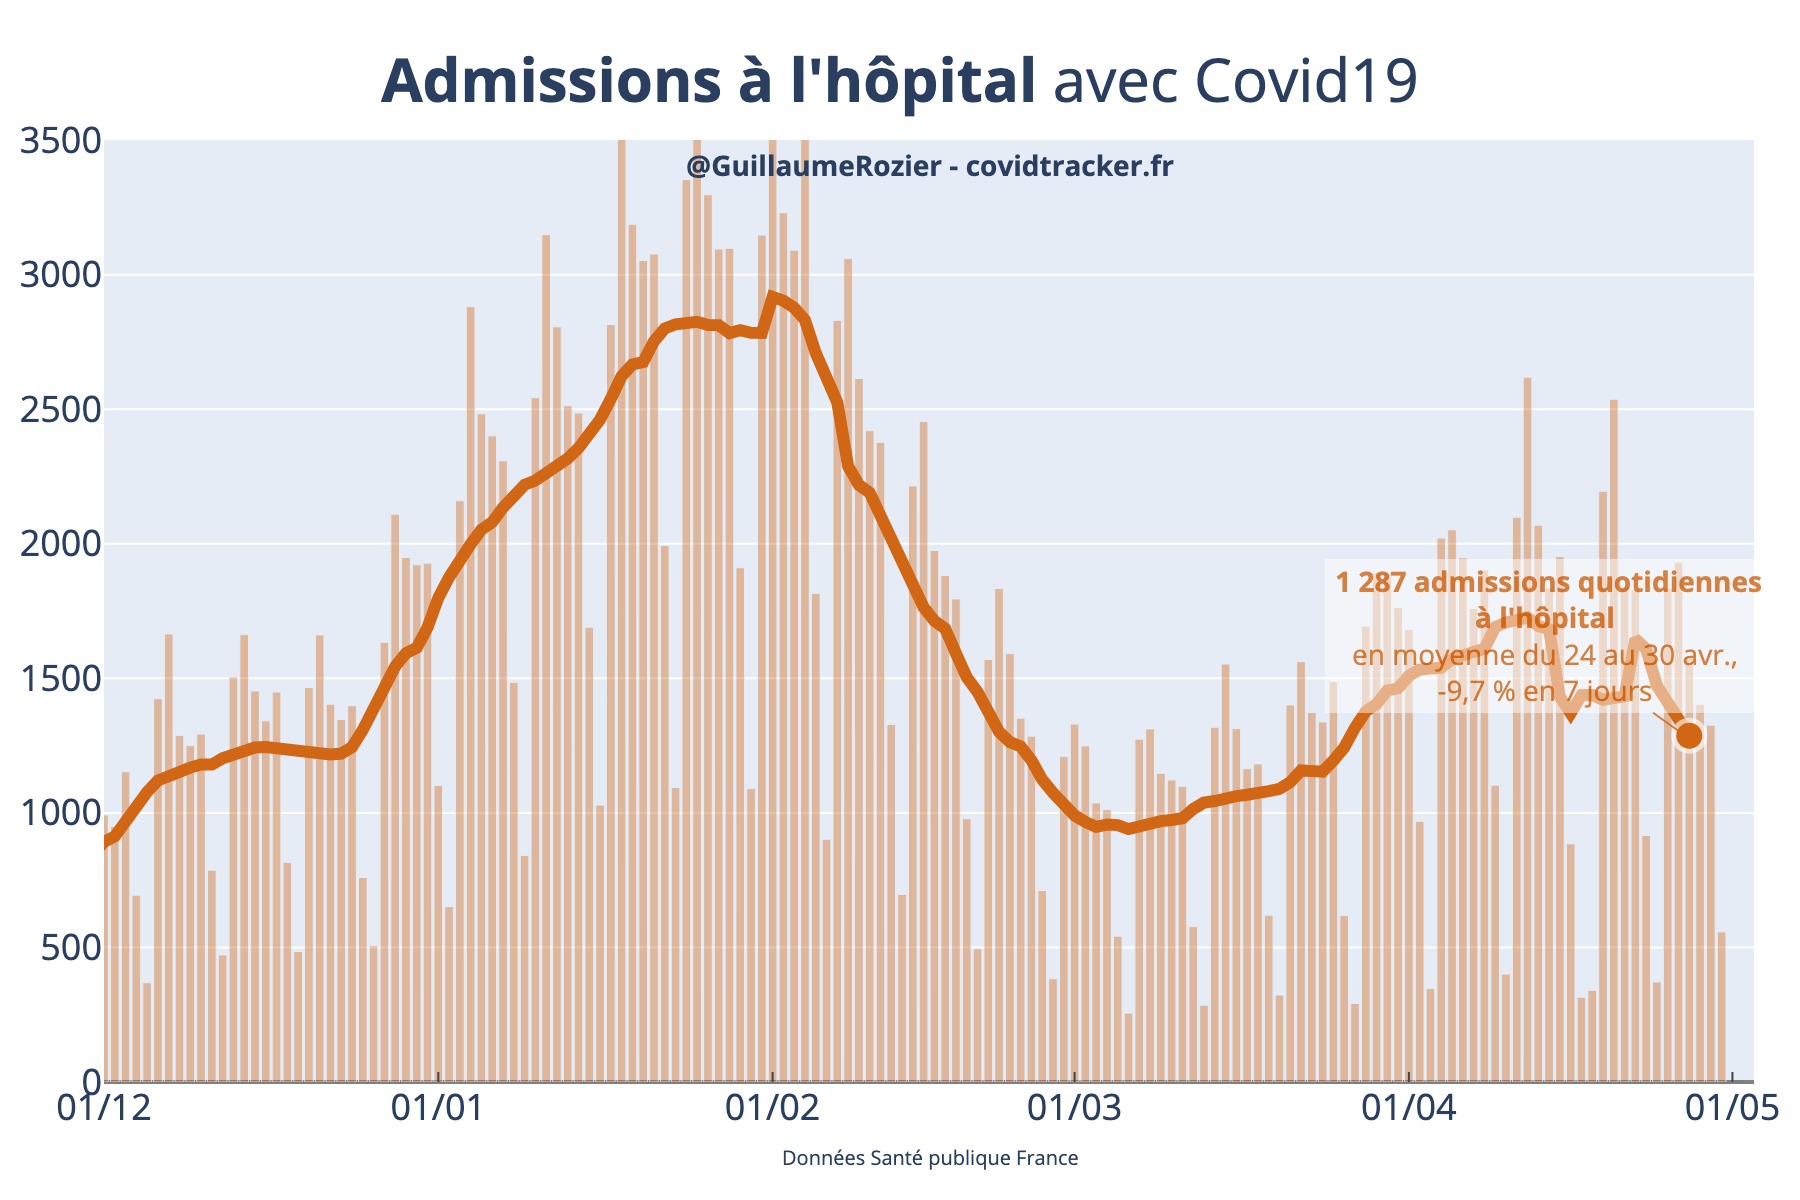 Admissions à l'hôpital avec Covid19
3500
@GuillaumeRozier - covidtracker.fr
3000
2500
2000
1 287 admissions quotidiennes
à l'hôpital
en moyenne du 24 au 30 avr.,
-9,7 % en 7 jours
1500
1000
500
0
01/12 01/01 01/02 01/03 01/04 01/05
Données Santé publique France